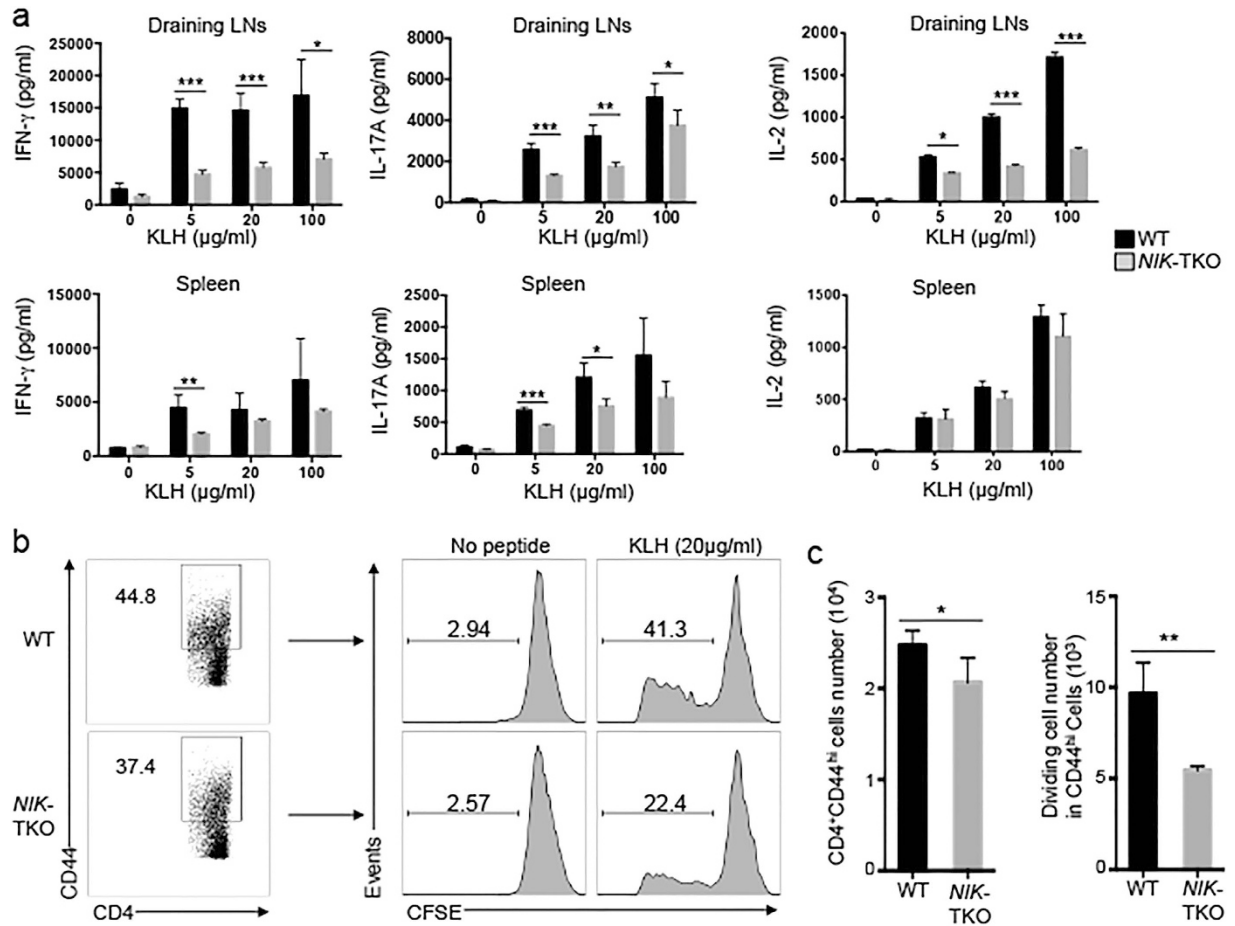 a
Draining LNs
IFN-γ (pg/ml)
25000
20000
15000
10000
5000
0
***
***
*
0 5 20 100
KLH (µg/ml)
Draining LNs
IL-17A (pg/ml)
8000
6000
4000
2000
0
***
**
*
0 5 20 100
KLH (µg/ml)
Draining LNs
IL-2 (pg/ml)
2000
1500
1000
500
0
*
***
***
0 5 20 100
KLH (µg/ml)
WT
NIK-TKO
Spleen
IFN-γ (pg/ml)
15000
10000
5000
0
**
0 5 20 100
KLH (µg/ml)
Spleen
IL-17A (pg/ml)
2500
2000
1500
1000
500
0
***
*
0 5 20 100
KLH (µg/ml)
Spleen
IL-2 (pg/ml)
1500
1000
500
0
0 5 20 100
KLH (µg/ml)
b
No peptide
KLH (20µg/ml)
WT
44.8
2.94
41.3
NIK-
TKO
37.4
2.57
22.4
CD44
CD4
Events
CFSE
c
CD4+CD44hi cells number (10⁴)
3
2
1
0
*
WT
NIK-
TKO
Dividing cell number
in CD44hi Cells (10³)
15
10
5
0
**
WT
NIK-
TKO